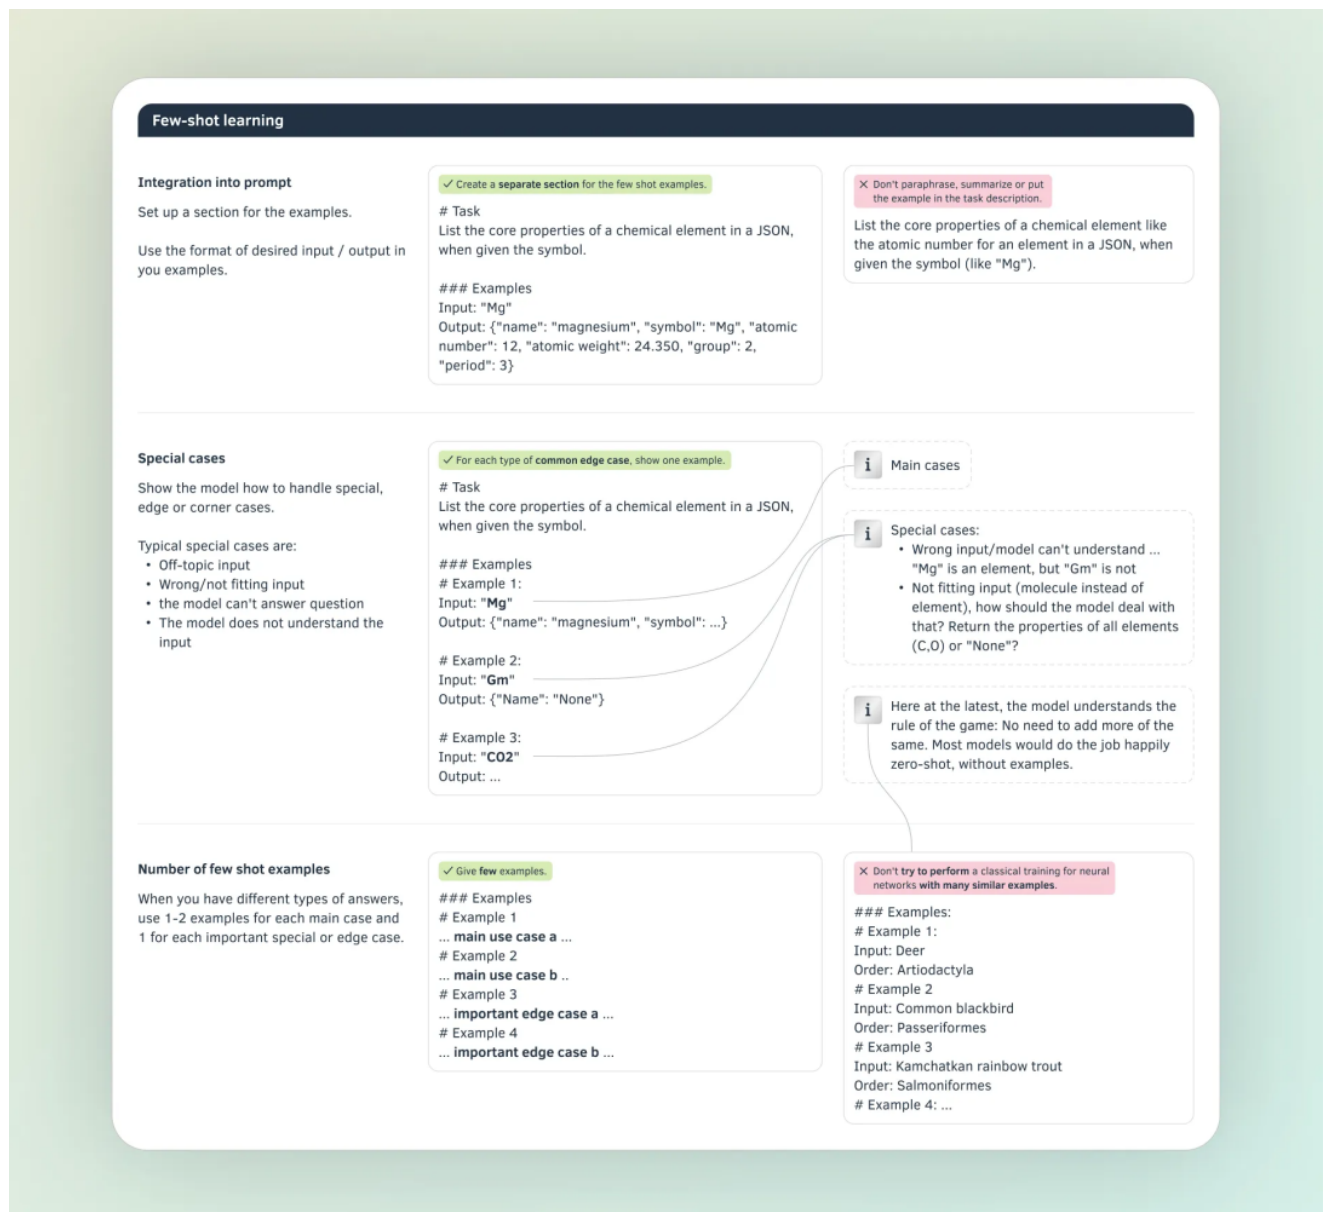 Few-shot learning
Integration into prompt
Set up a section for the examples.
Use the format of desired input / output in
you examples.
✓ Create a separate section for the few shot examples.
# Task
List the core properties of a chemical element in a JSON,
when given the symbol.
### Examples
Input: "Mg"
Output: {"name": "magnesium", "symbol": "Mg", "atomic
number": 12, "atomic weight": 24.350, "group": 2,
"period": 3}
✕ Don't paraphrase, summarize or put
the example in the task description.
List the core properties of a chemical element like
the atomic number for an element in a JSON, when
given the symbol (like "Mg").
Special cases
Show the model how to handle special,
edge or corner cases.
Typical special cases are:
• Off-topic input
• Wrong/not fitting input
• the model can't answer question
• The model does not understand the
input
✓ For each type of common edge case, show one example.
# Task
List the core properties of a chemical element in a JSON,
when given the symbol.
### Examples
# Example 1:
Input: "Mg"
Output: {"name": "magnesium", "symbol": ...}
# Example 2:
Input: "Gm"
Output: {"Name": "None"}
# Example 3:
Input: "CO2"
Output: ...
i Main cases
i Special cases:
• Wrong input/model can't understand ...
"Mg" is an element, but "Gm" is not
• Not fitting input (molecule instead of
element), how should the model deal with
that? Return the properties of all elements
(C,O) or "None"?
i Here at the latest, the model understands the
rule of the game: No need to add more of the
same. Most models would do the job happily
zero-shot, without examples.
Number of few shot examples
When you have different types of answers,
use 1-2 examples for each main case and
1 for each important special or edge case.
✓ Give few examples.
### Examples
# Example 1
... main use case a ...
# Example 2
... main use case b ..
# Example 3
... important edge case a ...
# Example 4
... important edge case b ...
✕ Don't try to perform a classical training for neural
networks with many similar examples.
### Examples:
# Example 1:
Input: Deer
Order: Artiodactyla
# Example 2
Input: Common blackbird
Order: Passeriformes
# Example 3
Input: Kamchatkan rainbow trout
Order: Salmoniformes
# Example 4: ...